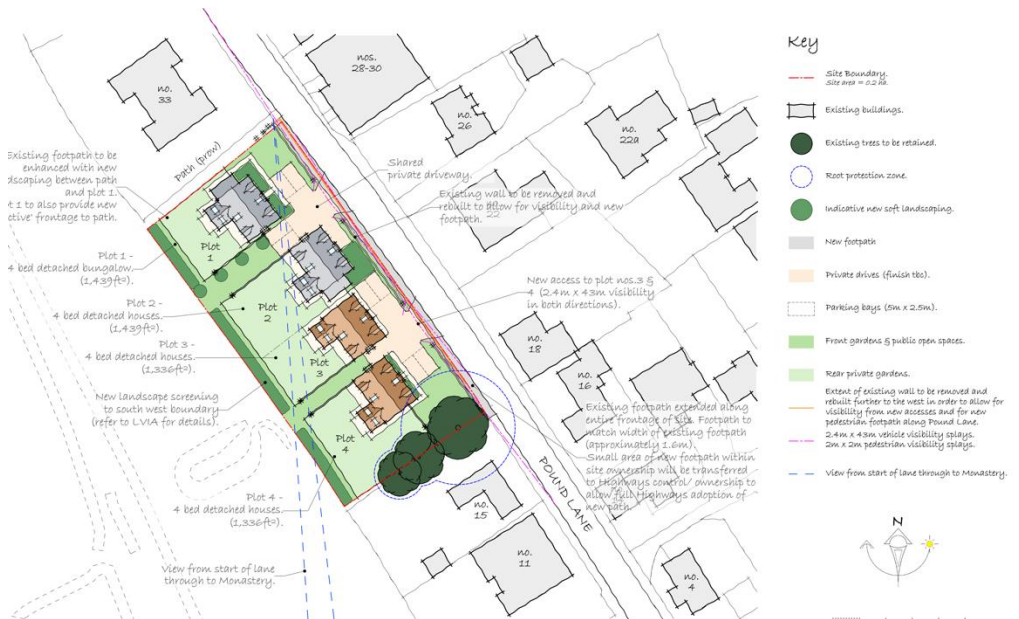 nos.
28-30
no.
33
no.
26
no.
22a
Path (prow)
Existing footpath to be
enhanced with new
dscaping between path
and plot 1.
t 1 to also provide new
ctive' frontage to path.
Shared
private driveway.
Existing wall to be removed and
rebuilt to allow for visibility and new
footpath.
22
Plot
1
Plot 1 -
4 bed detached bungalow.
(1,439ft²).
Plot 2 -
4 bed detached houses.
(1,439ft²).
Plot
2
New access to plot nos.3 &
4 (2.4m x 43m visibility
in both directions).
Plot 3 -
4 bed detached houses.
(1,336ft²).
Plot
3
no.
18
no.
16
New landscape screening
to south west boundary
(refer to LVIA for details).
Plot
4
Existing footpath extended along
entire frontage of site. Footpath to
match width of existing footpath
(approximately 1.6m).
Small area of new footpath within
site ownership will be transferred
to Highways control/ ownership to
allow full Highways adoption of
new path.
POUND LANE
Plot 4 -
4 bed detached houses.
(1,336ft²).
no.
15
no.
11
no.
4
View from start of lane
through to Monastery.
Key
Site Boundary.
Site area = 0.2 ha.
Existing buildings.
Existing trees to be retained.
Root protection zone.
Indicative new soft landscaping.
New footpath
Private drives (finish tbc).
Parking bays (5m x 2.5m).
Front gardens & public open spaces.
Rear private gardens.
Extent of existing wall to be removed and
rebuilt further to the west in order to allow for
visibility from new accesses and for new
pedestrian footpath along Pound Lane.
2.4m x 43m vehicle visibility splays.
2m x 2m pedestrian visibility splays.
View from start of lane through to Monastery.
N